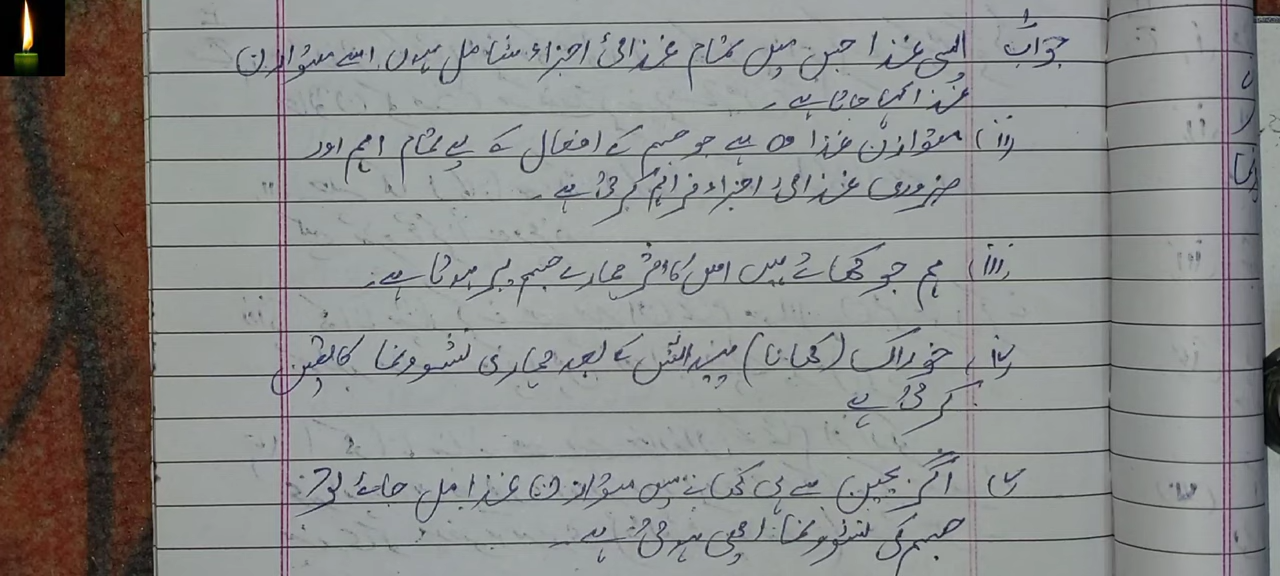 جواب i ایسی غذا جس میں تمام غذائی اجزاء شامل ہوں اسے متوازن
غذا کہا جاتا ہے۔
(ii متوازن غذا وہ ہے جو جسم کے افعال کے لیے تمام اہم اور
ضروری غذائی اجزاء فراہم کرتی ہے۔
(iii ہم جو کھاتے ہیں اس کا اثر ہمارے جسم پر ہوتا ہے۔
iv، خوراک (کھانا) پیدائش کے بعد ہماری نشوونما کا تعین
کرتی ہے
(v اگر بچپن سے ہی کھانے میں متوازن غذا مل جائے تو
جسم کی نشوونما اچھی ہوتی ہے۔